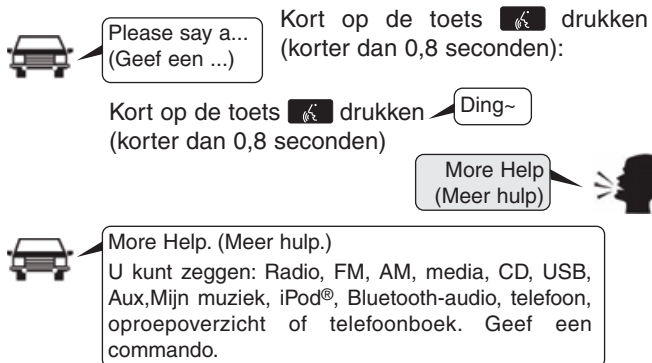 Please say a...
(Geef een ...)
Kort op de toets drukken
(korter dan 0,8 seconden):
Kort op de toets drukken
(korter dan 0,8 seconden)
Ding~
More Help
(Meer hulp)
More Help. (Meer hulp.)
U kunt zeggen: Radio, FM, AM, media, CD, USB,
Aux,Mijn muziek, iPod®, Bluetooth-audio, telefoon,
oproepoverzicht of telefoonboek. Geef een
commando.